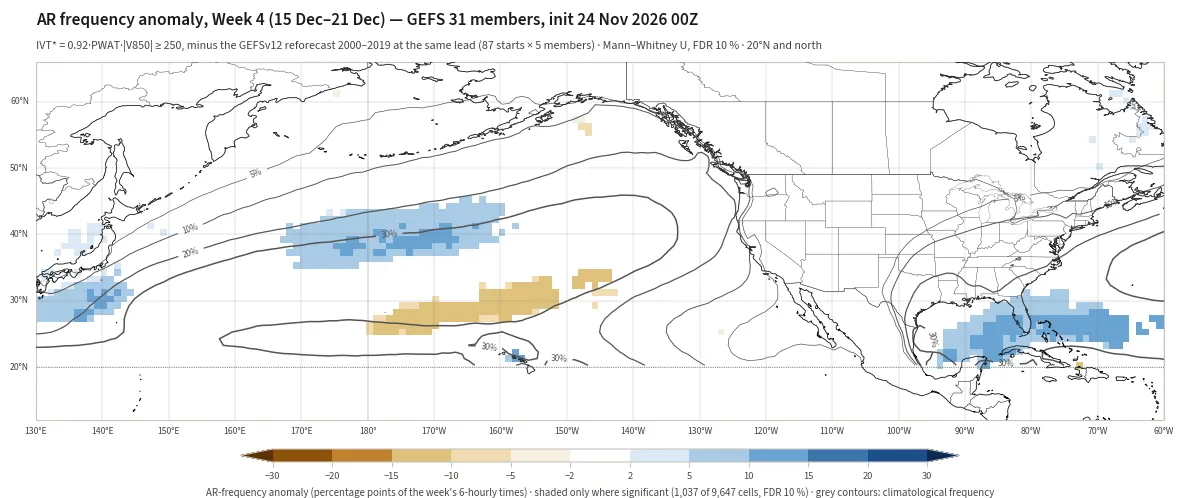 AR frequency anomaly, Week 4 (15 Dec–21 Dec) — GEFS 31 members, init 24 Nov 2026 00Z
IVT* = 0.92·PWAT·|V850| ≥ 250, minus the GEFSv12 reforecast 2000–2019 at the same lead (87 starts × 5 members) · Mann–Whitney U, FDR 10 % · 20°N and north
60°N
50°N
40°N
30°N
20°N
5%
10%
20%
30%
30%
30%
30%
30%
130°E 140°E 150°E 160°E 170°E 180° 170°W 160°W 150°W 140°W 130°W 120°W 110°W 100°W 90°W 80°W 70°W 60°W
−30 −20 −15 −10 −5 −2 2 5 10 15 20 30
AR-frequency anomaly (percentage points of the week's 6-hourly times) · shaded only where significant (1,037 of 9,647 cells, FDR 10 %) · grey contours: climatological frequency